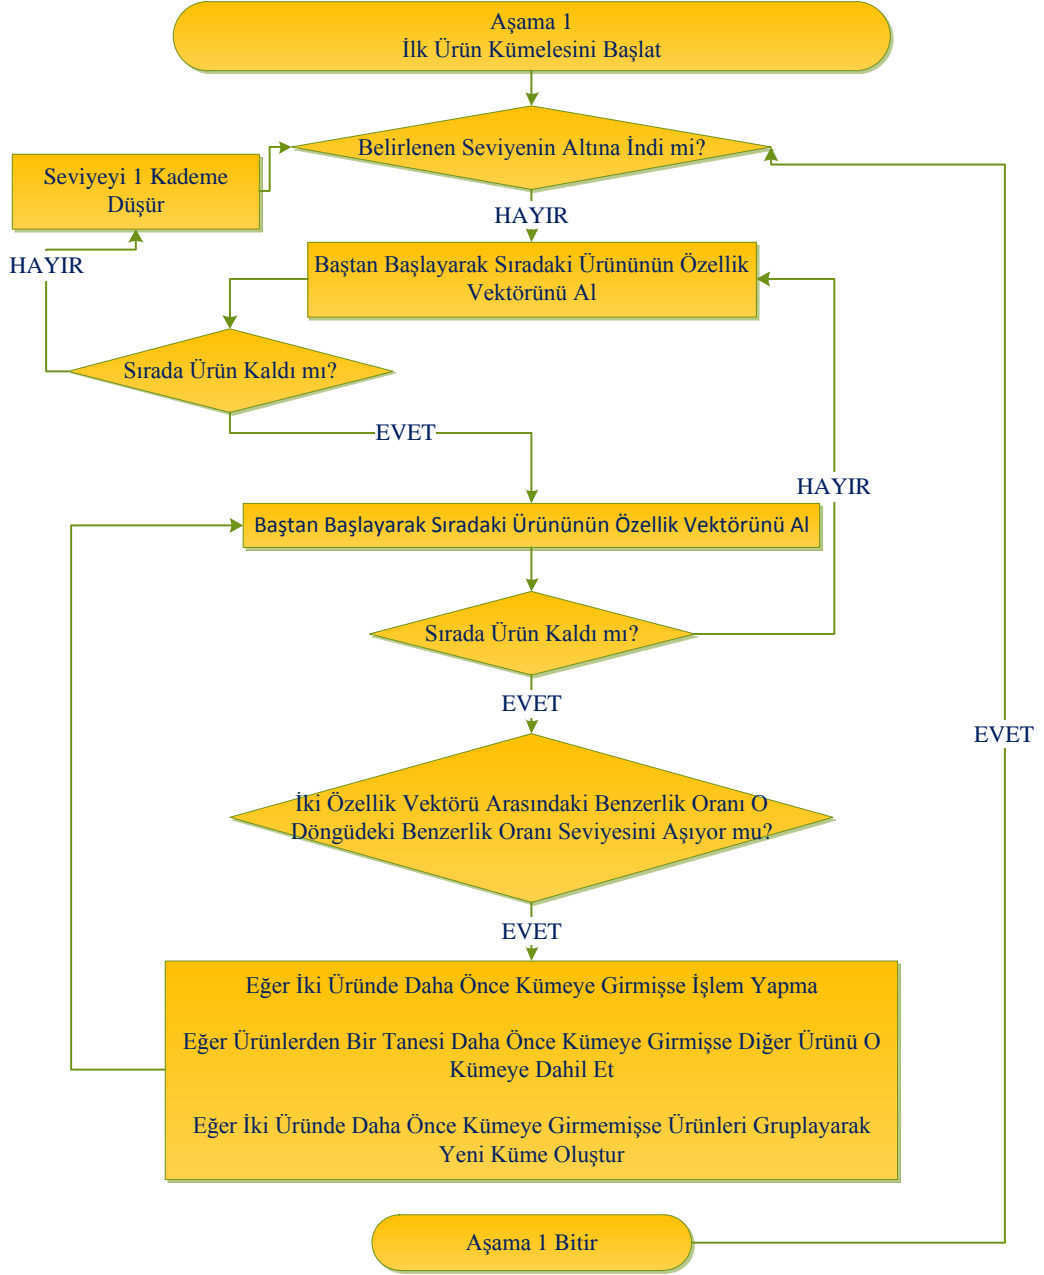 Aşama 1
İlk Ürün Kümelesini Başlat
Belirlenen Seviyenin Altına İndi mi?
Seviyeyi 1 Kademe
Düşür
HAYIR
HAYIR
Baştan Başlayarak Sıradaki Ürününün Özellik
Vektörünü Al
Sırada Ürün Kaldı mı?
EVET
HAYIR
Baştan Başlayarak Sıradaki Ürününün Özellik Vektörünü Al
Sırada Ürün Kaldı mı?
EVET
EVET
İki Özellik Vektörü Arasındaki Benzerlik Oranı O
Döngüdeki Benzerlik Oranı Seviyesini Aşıyor mu?
EVET
Eğer İki Üründe Daha Önce Kümeye Girmişse İşlem Yapma
Eğer Ürünlerden Bir Tanesi Daha Önce Kümeye Girmişse Diğer Ürünü O
Kümeye Dahil Et
Eğer İki Üründe Daha Önce Kümeye Girmemişse Ürünleri Gruplayarak
Yeni Küme Oluştur
Aşama 1 Bitir